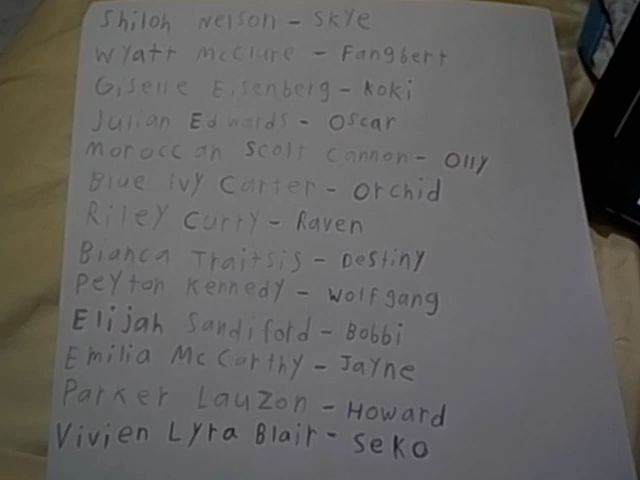 Shiloh Nelson - Skye
Wyatt McClure - Fangbert
Giselle Eisenberg - Koki
Julian Edwards - Oscar
Moroccan Scott Cannon - Olly
Blue Ivy Carter - Orchid
Riley Curry - Raven
Bianca Traitsis - Destiny
Peyton Kennedy - Wolfgang
Elijah Sandiford - Bobbi
Emilia McCarthy - Jayne
Parker Lauzon - Howard
Vivien Lyra Blair - Seko